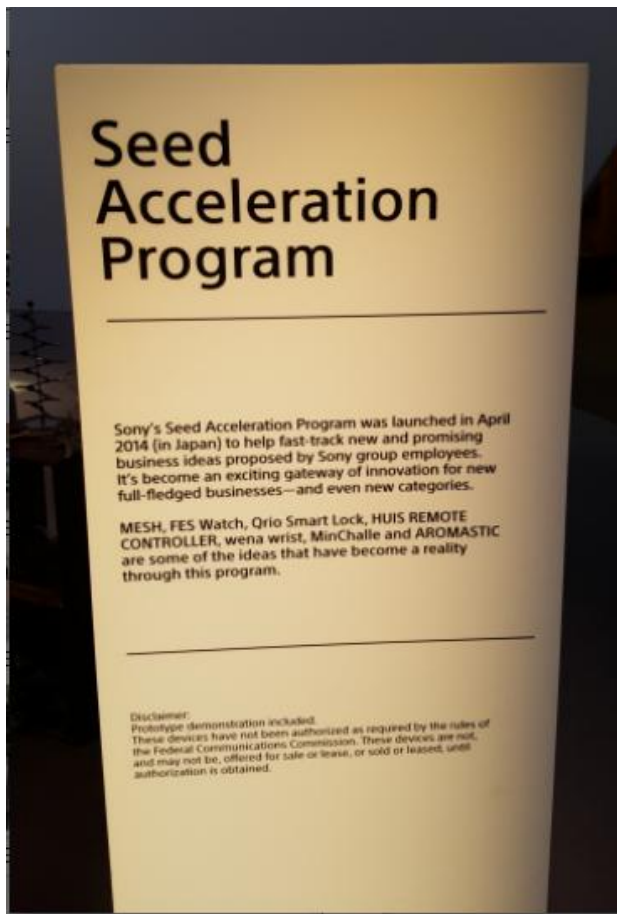 Seed
Acceleration
Program
Sony's Seed Acceleration Program was launched in April
2014 (in Japan) to help fast-track new and promising
business ideas proposed by Sony group employees.
It's become an exciting gateway of innovation for new
full-fledged businesses—and even new categories.
MESH, FES Watch, Qrio Smart Lock, HUIS REMOTE
CONTROLLER, wena wrist, MinChalle and AROMASTIC
are some of the ideas that have become a reality
through this program.
Disclaimer:
Prototype demonstration included.
These devices have not been authorized as required by the rules of
the Federal Communications Commission. These devices are not,
and may not be, offered for sale or lease, or sold or leased, until
authorization is obtained.